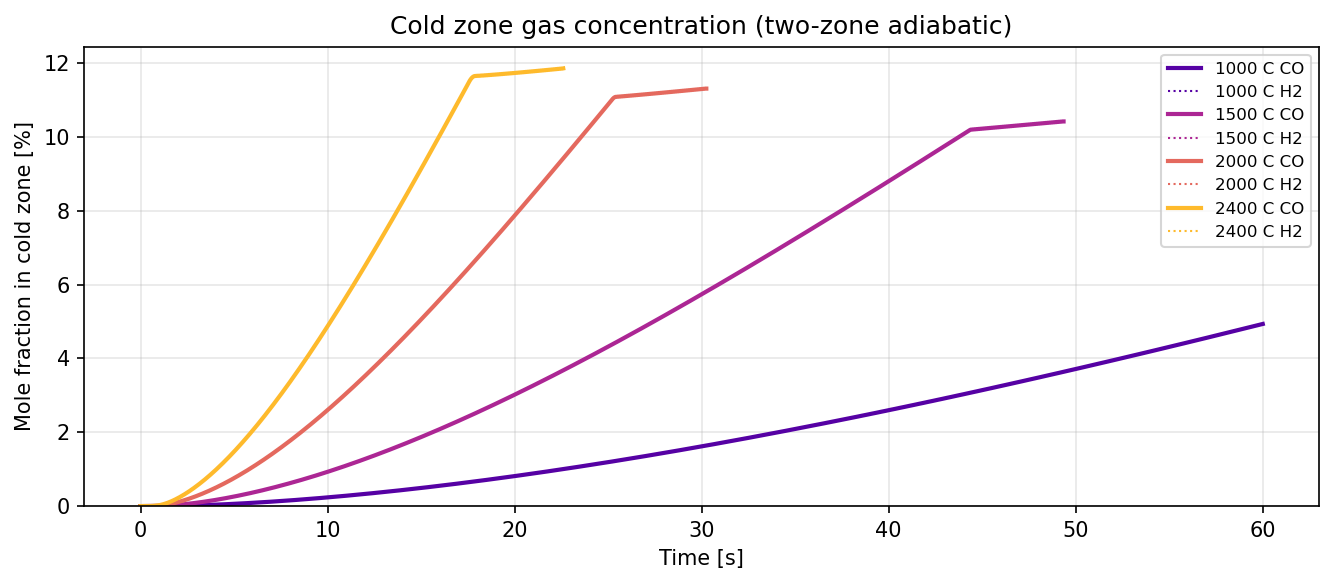 Cold zone gas concentration (two-zone adiabatic)
Mole fraction in cold zone [%]
12
10
8
6
4
2
0
0 10 20 30 40 50 60
Time [s]
1000 C CO
1000 C H2
1500 C CO
1500 C H2
2000 C CO
2000 C H2
2400 C CO
2400 C H2